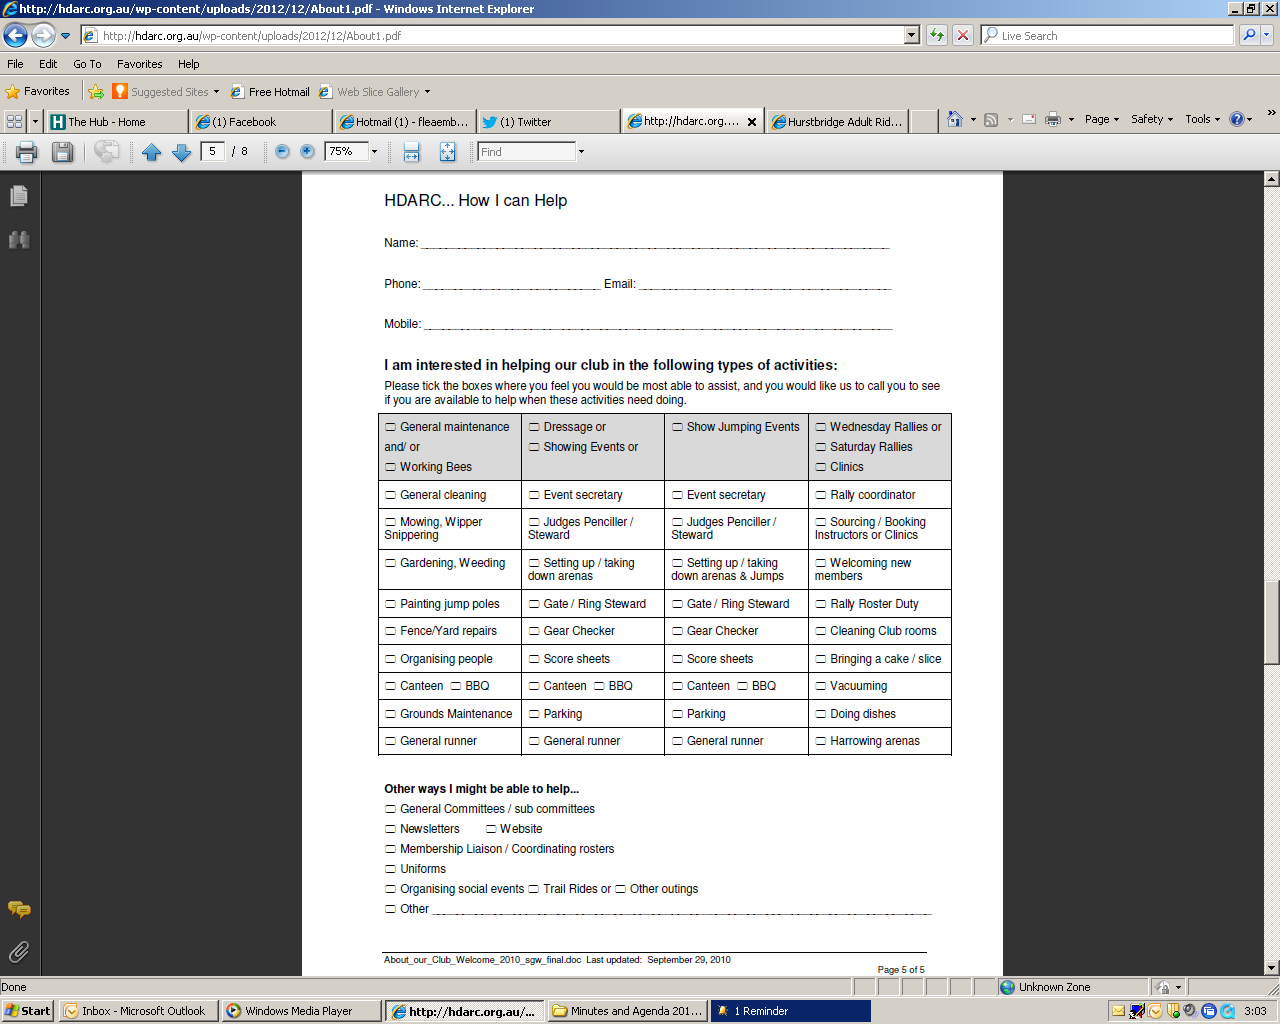 http://hdarc.org.au/wp-content/uploads/2012/12/About1.pdf - Windows Internet Explorer
http://hdarc.org.au/wp-content/uploads/2012/12/About1.pdf Live Search
File Edit Go To Favorites Help
Favorites Suggested Sites Free Hotmail Web Slice Gallery
The Hub - Home (1) Facebook Hotmail (1) - fleaemb... (1) Twitter http://hdarc.org.... Hurstbridge Adult Rid... Page Safety Tools
5 / 8 75% Find
HDARC... How I can Help
Name:
Phone: Email:
Mobile:
I am interested in helping our club in the following types of activities:
Please tick the boxes where you feel you would be most able to assist, and you would like us to call you to see
if you are available to help when these activities need doing.
General maintenance Dressage or Show Jumping Events Wednesday Rallies or
and/ or Showing Events or Saturday Rallies
Working Bees Clinics
General cleaning Event secretary Event secretary Rally coordinator
Mowing, Wipper Judges Penciller / Judges Penciller / Sourcing / Booking
Snippering Steward Steward Instructors or Clinics
Gardening, Weeding Setting up / taking Setting up / taking Welcoming new
down arenas down arenas & Jumps members
Painting jump poles Gate / Ring Steward Gate / Ring Steward Rally Roster Duty
Fence/Yard repairs Gear Checker Gear Checker Cleaning Club rooms
Organising people Score sheets Score sheets Bringing a cake / slice
Canteen BBQ Canteen BBQ Canteen BBQ Vacuuming
Grounds Maintenance Parking Parking Doing dishes
General runner General runner General runner Harrowing arenas
Other ways I might be able to help...
General Committees / sub committees
Newsletters Website
Membership Liaison / Coordinating rosters
Uniforms
Organising social events Trail Rides or Other outings
Other
About_our_Club_Welcome_2010_sgw_final.doc Last updated: September 29, 2010
Page 5 of 5
Done Unknown Zone
Start Inbox - Microsoft Outlook Windows Media Player http://hdarc.org.au/... Minutes and Agenda 201... 1 Reminder 3:03